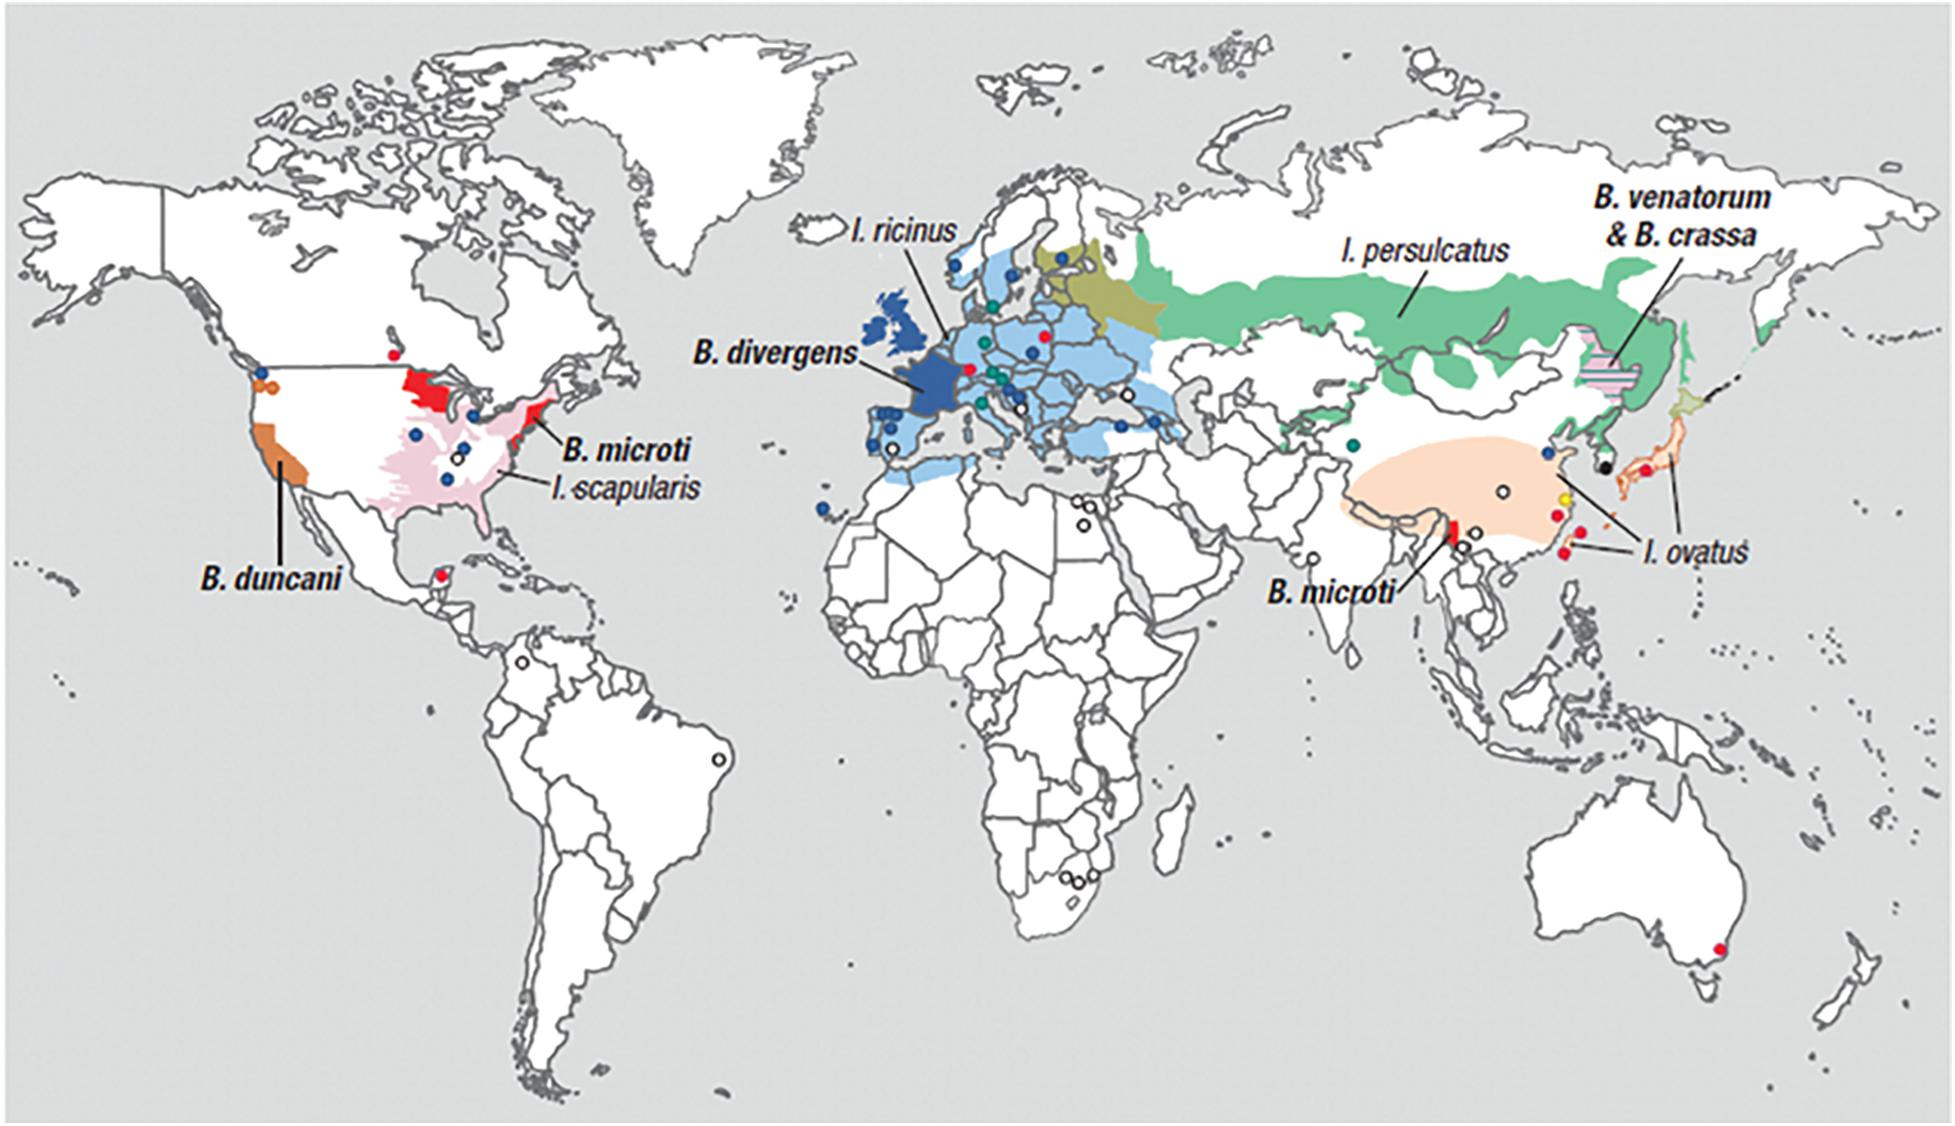 B. venatorum
& B. crassa
I. ricinus
I. persulcatus
B. divergens
B. microti
I. scapularis
B. duncani
I. ovatus
B. microti